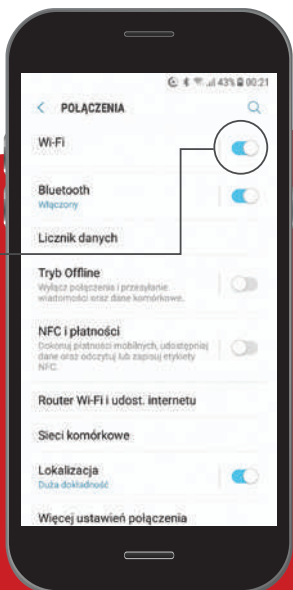 43% 00:21
POŁĄCZENIA
Wi-Fi
Bluetooth
Włączony
Licznik danych
Tryb Offline
Wyłącz połączenia i przesyłanie
wiadomości oraz dane komórkowe.
NFC i płatności
Dokonuj płatności mobilnych, udostępniaj
dane oraz odczytuj lub zapisuj etykiety
NFC.
Router Wi-Fi i udost. internetu
Sieci komórkowe
Lokalizacja
Duża dokładność
Więcej ustawień połączenia